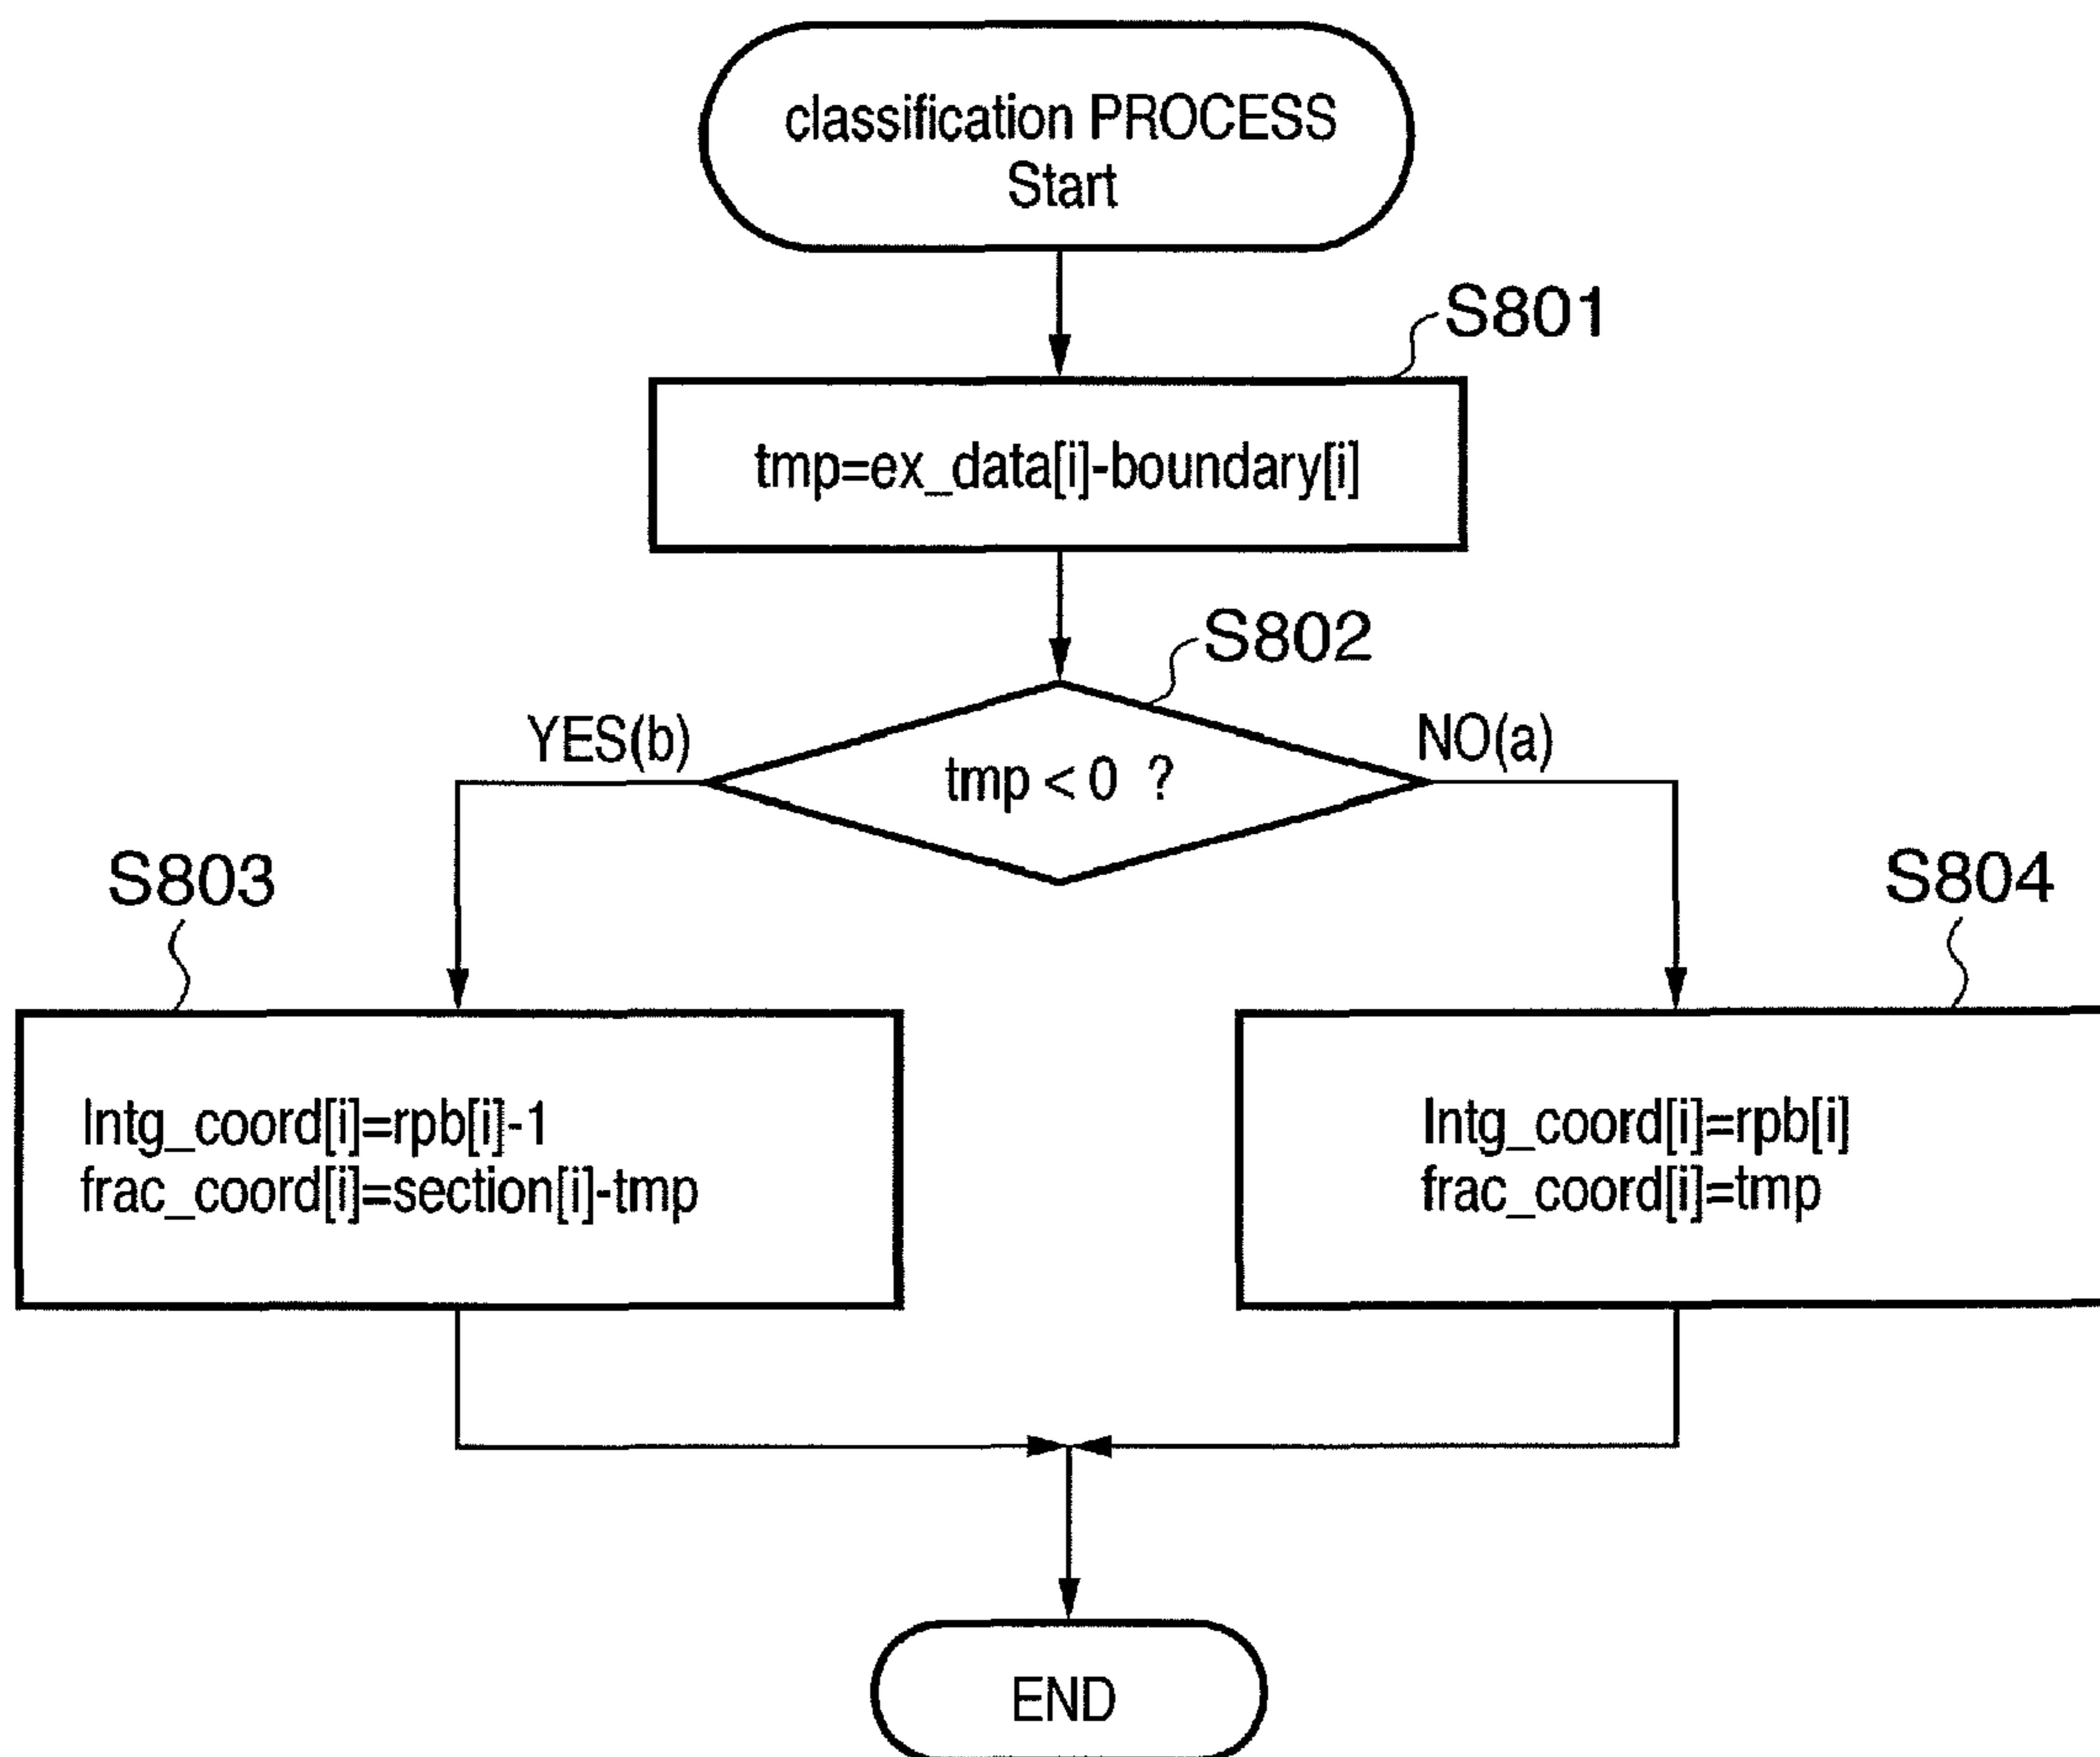 classification PROCESS
Start
S801
tmp=ex_data[i]-boundary[i]
S802
YES(b)
NO(a)
tmp < 0 ?
S803
S804
Intg_coord[i]=rpb[i]-1
frac_coord[i]=section[i]-tmp
Intg_coord[i]=rpb[i]
frac_coord[i]=tmp
END